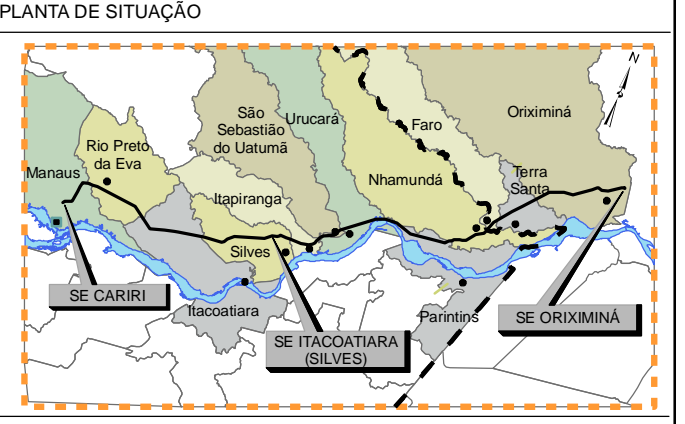 PLANTA DE SITUAÇÃO
N
São
Sebastião
do Uatumã
Urucará
Faro
Oriximiná
Rio Preto
da Eva
Manaus
Nhamundá
Terra
Santa
Itapiranga
Silves
SE CARIRI
Itacoatiara
Parintins
SE ORIXIMINÁ
SE ITACOATIARA
(SILVES)